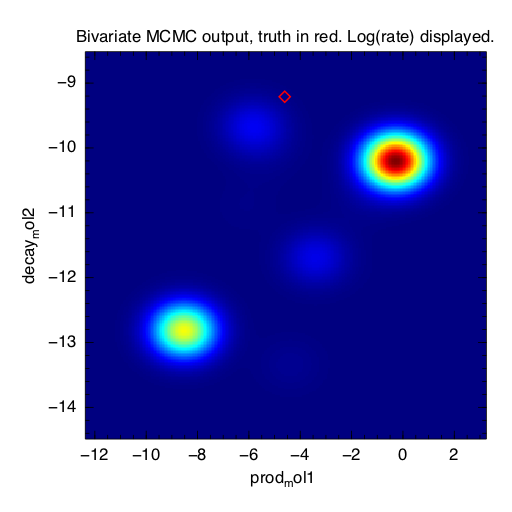 Bivariate MCMC output, truth in red. Log(rate) displayed.
−9
−10
−11
−12
−13
−14
decay_mol2
−12 −10 −8 −6 −4 −2 0 2
prod_mol1